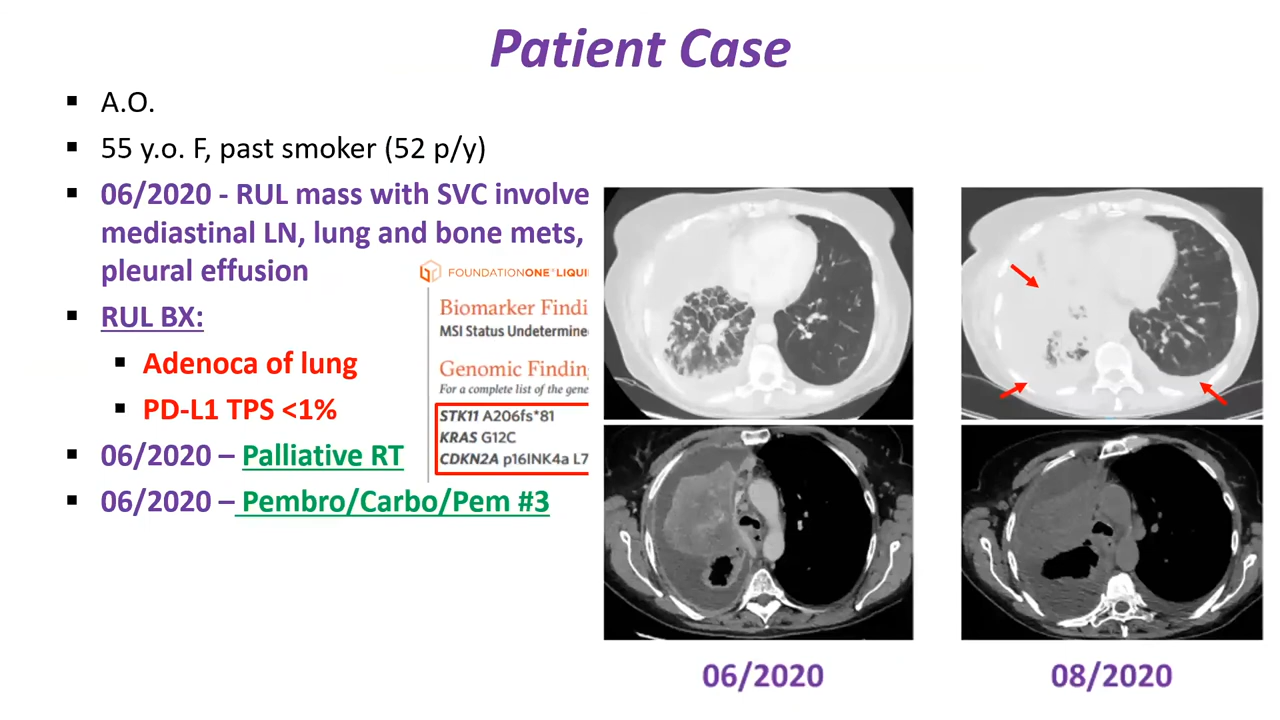 Patient Case
A.O.
55 y.o. F, past smoker (52 p/y)
06/2020 - RUL mass with SVC involve
mediastinal LN, lung and bone mets,
pleural effusion
FOUNDATIONONE LIQUI
RUL BX:
Adenoca of lung
PD-L1 TPS <1%
Biomarker Findi
MSI Status Undetermine
Genomic Findin
For a complete list of the gene
STK11 A206fs*81
KRAS G12C
CDKN2A p16INK4a L7
06/2020 – Palliative RT
06/2020 – Pembro/Carbo/Pem #3
06/2020
08/2020